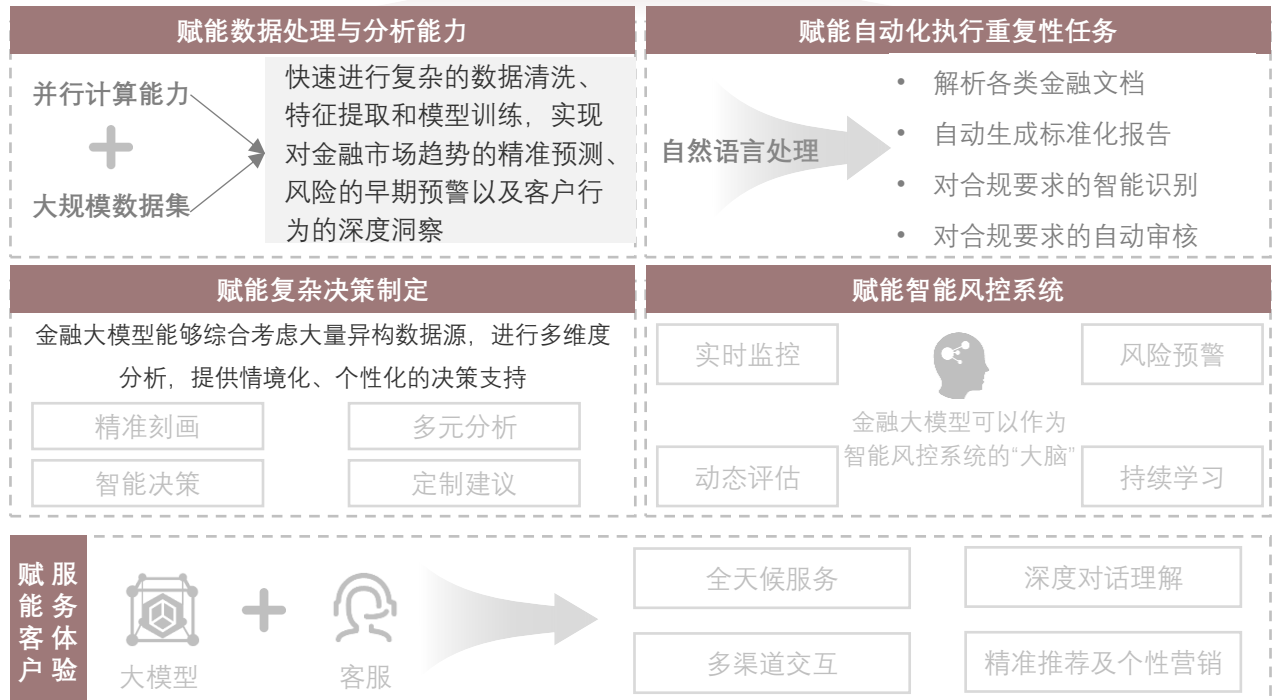 赋能数据处理与分析能力
并行计算能力
大规模数据集
快速进行复杂的数据清洗、
特征提取和模型训练，实现
对金融市场趋势的精准预测、
风险的早期预警以及客户行
为的深度洞察
赋能自动化执行重复性任务
自然语言处理
• 解析各类金融文档
• 自动生成标准化报告
• 对合规要求的智能识别
• 对合规要求的自动审核
赋能复杂决策制定
金融大模型能够综合考虑大量异构数据源，进行多维度
分析，提供情境化、个性化的决策支持
精准刻画
多元分析
智能决策
定制建议
赋能智能风控系统
实时监控
风险预警
金融大模型可以作为
智能风控系统的“大脑”
动态评估
持续学习
赋能客户
服务体验
大模型
客服
全天候服务
深度对话理解
多渠道交互
精准推荐及个性营销